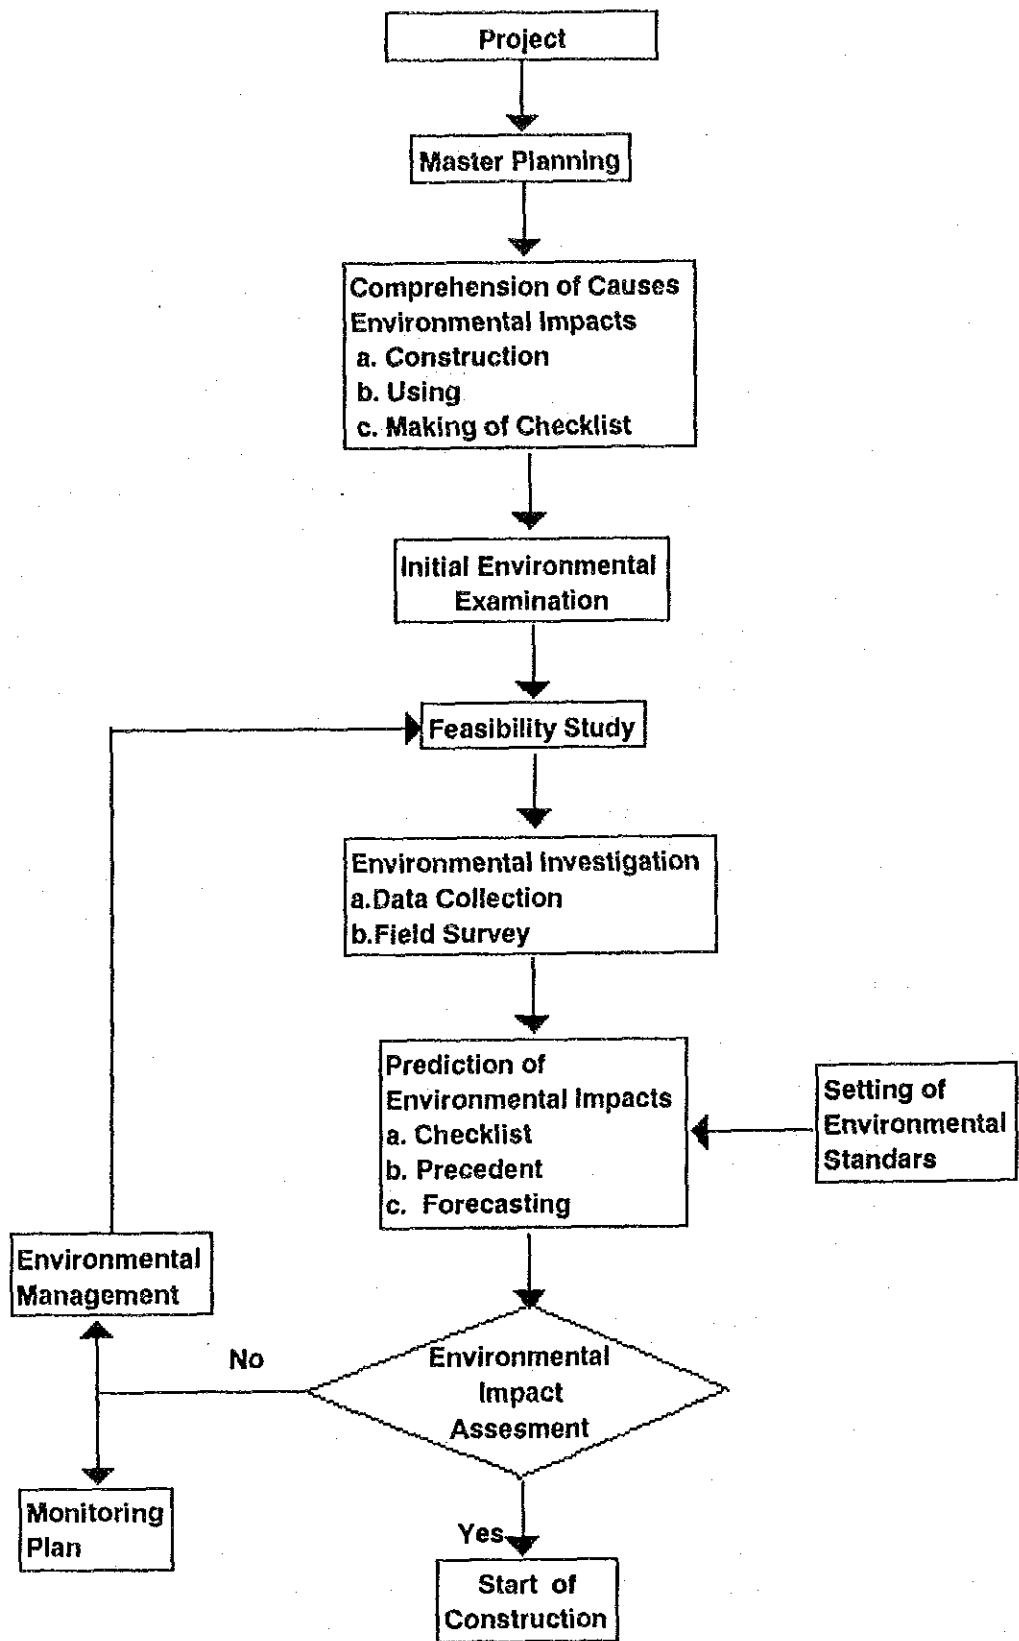 Project
Master Planning
Comprehension of Causes
Environmental Impacts
a. Construction
b. Using
c. Making of Checklist
Initial Environmental
Examination
Feasibility Study
Environmental Investigation
a.Data Collection
b.Field Survey
Prediction of
Environmental Impacts
a. Checklist
b. Precedent
c. Forecasting
Setting of
Environmental
Standars
Environmental
Management
No
Environmental
Impact
Assesment
Monitoring
Plan
Yes
Start of
Construction